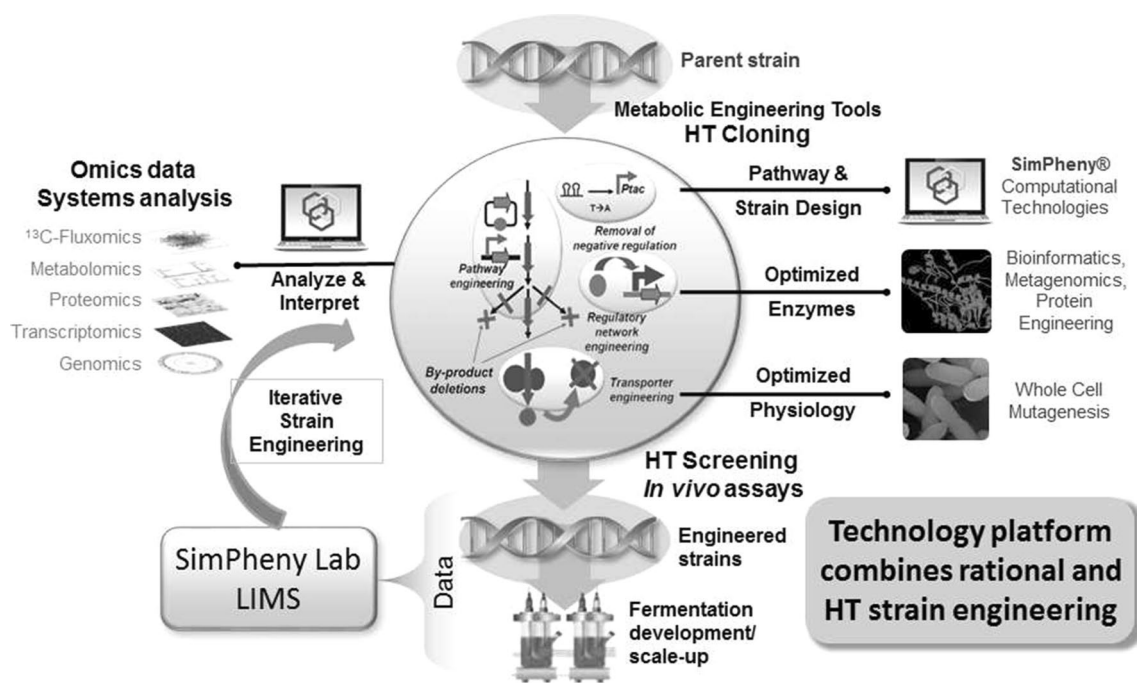 Parent strain
Metabolic Engineering Tools
HT Cloning
Omics data
Systems analysis
¹³C-Fluxomics
Metabolomics
Proteomics
Transcriptomics
Genomics
Analyze &
Interpret
Iterative
Strain
Engineering
Ptac
T→A
Removal of
negative regulation
Pathway
engineering
Regulatory
network
engineering
By-product
deletions
Transporter
engineering
Pathway &
Strain Design
SimPheny®
Computational
Technologies
Optimized
Enzymes
Bioinformatics,
Metagenomics,
Protein
Engineering
Optimized
Physiology
Whole Cell
Mutagenesis
HT Screening
In vivo assays
SimPheny Lab
LIMS
Data
Engineered
strains
Fermentation
development/
scale-up
Technology platform
combines rational and
HT strain engineering